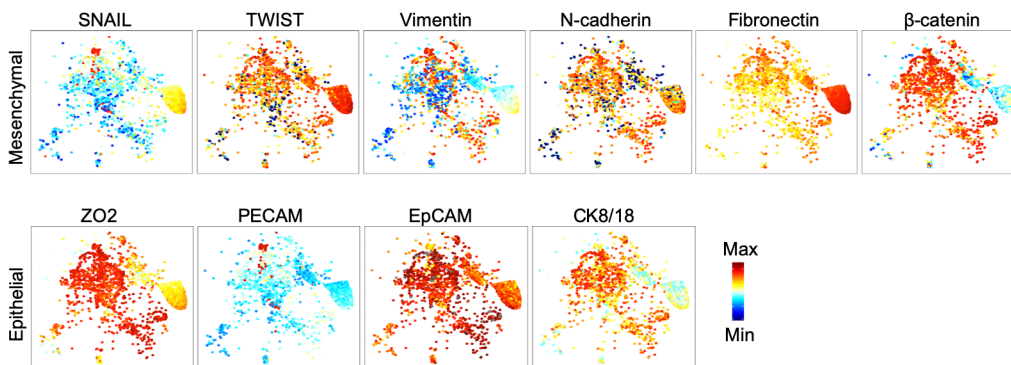 SNAIL TWIST Vimentin N-cadherin Fibronectin β-catenin
Mesenchymal
ZO2 PECAM EpCAM CK8/18
Epithelial
Max
Min